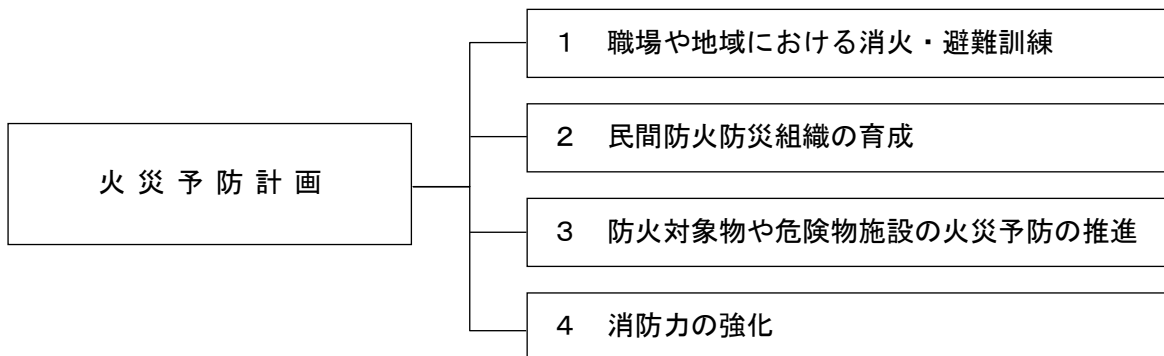 火災予防計画
1 職場や地域における消火・避難訓練
2 民間防火防災組織の育成
3 防火対象物や危険物施設の火災予防の推進
4 消防力の強化